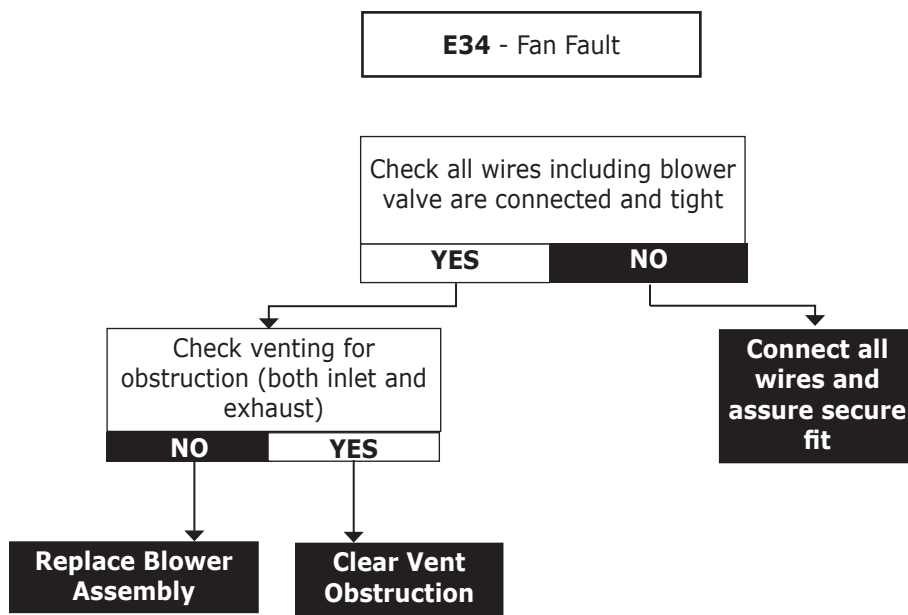 E34 - Fan Fault
Check all wires including blower
valve are connected and tight
YES
NO
Check venting for
obstruction (both inlet and
exhaust)
NO
YES
Connect all
wires and
assure secure
fit
Replace Blower
Assembly
Clear Vent
Obstruction